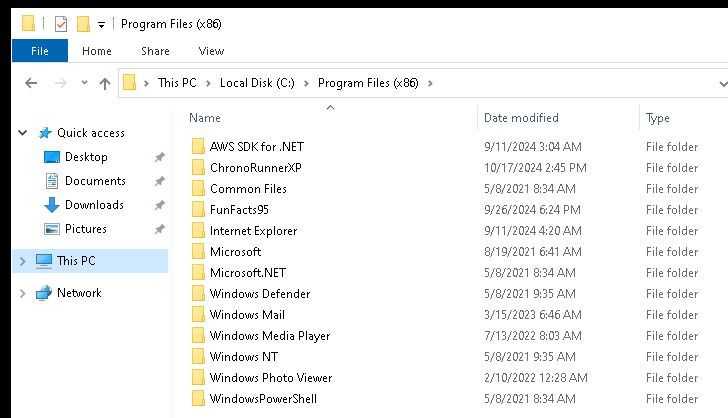 Program Files (x86)
File Home Share View
This PC Local Disk (C:) Program Files (x86)
Name Date modified Type
Quick access
Desktop
Documents
Downloads
Pictures
This PC
Network
AWS SDK for .NET 9/11/2024 3:04 AM File folder
ChronoRunnerXP 10/17/2024 2:45 PM File folder
Common Files 5/8/2021 8:34 AM File folder
FunFacts95 9/26/2024 6:24 PM File folder
Internet Explorer 9/11/2024 4:20 AM File folder
Microsoft 8/19/2021 6:41 AM File folder
Microsoft.NET 5/8/2021 8:34 AM File folder
Windows Defender 5/8/2021 9:35 AM File folder
Windows Mail 3/15/2023 6:46 AM File folder
Windows Media Player 7/13/2022 8:03 AM File folder
Windows NT 5/8/2021 9:35 AM File folder
Windows Photo Viewer 2/10/2022 12:28 AM File folder
WindowsPowerShell 5/8/2021 8:34 AM File folder